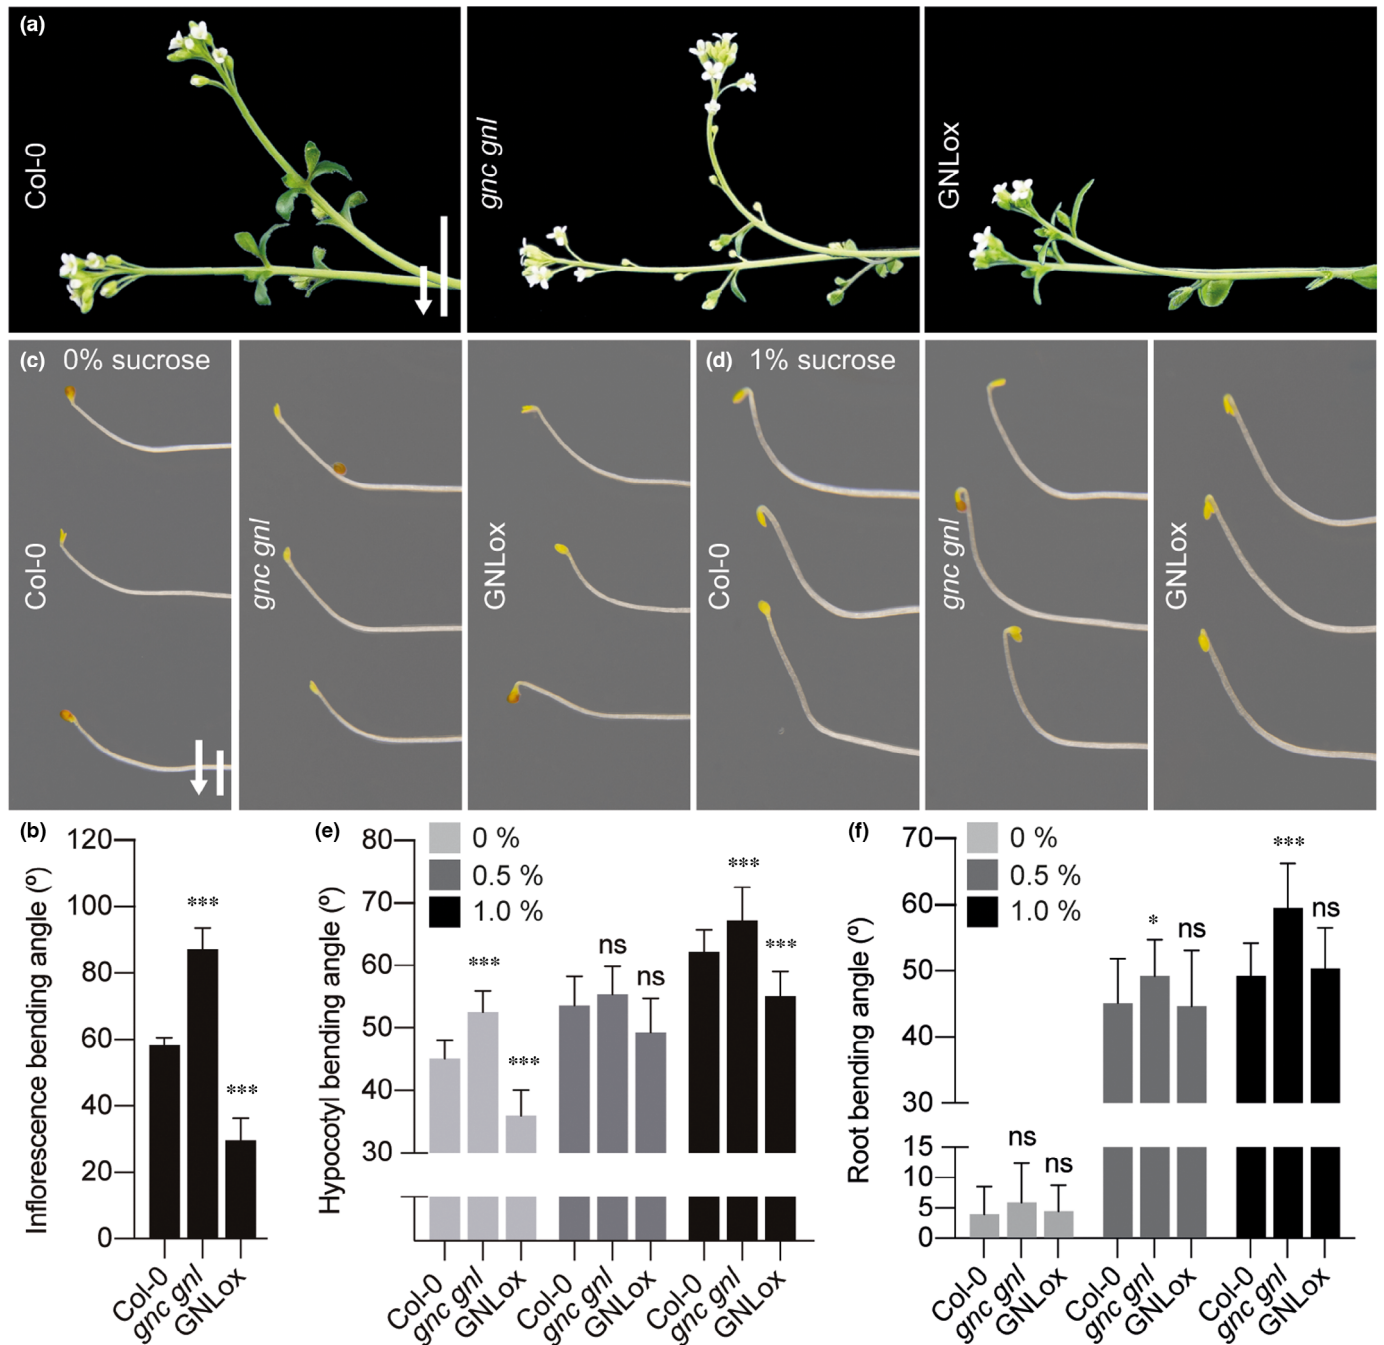 (a)
Col-0
gnc gnl
GNLox
(c) 0% sucrose
Col-0
gnc gnl
GNLox
(d) 1% sucrose
Col-0
gnc gnl
GNLox
(b)
Inflorescence bending angle (º)
120
100
80
60
40
20
0
***
***
Col-0
gnc gnl
GNLox
(e)
Hypocotyl bending angle (º)
80
70
60
50
40
30
0 %
0.5 %
1.0 %
***
***
ns
ns
***
***
Col-0
gnc gnl
GNLox
Col-0
gnc gnl
GNLox
Col-0
gnc gnl
GNLox
(f)
Root bending angle (º)
70
60
50
40
30
15
10
5
0
0 %
0.5 %
1.0 %
ns
ns
*
ns
***
ns
Col-0
gnc gnl
GNLox
Col-0
gnc gnl
GNLox
Col-0
gnc gnl
GNLox